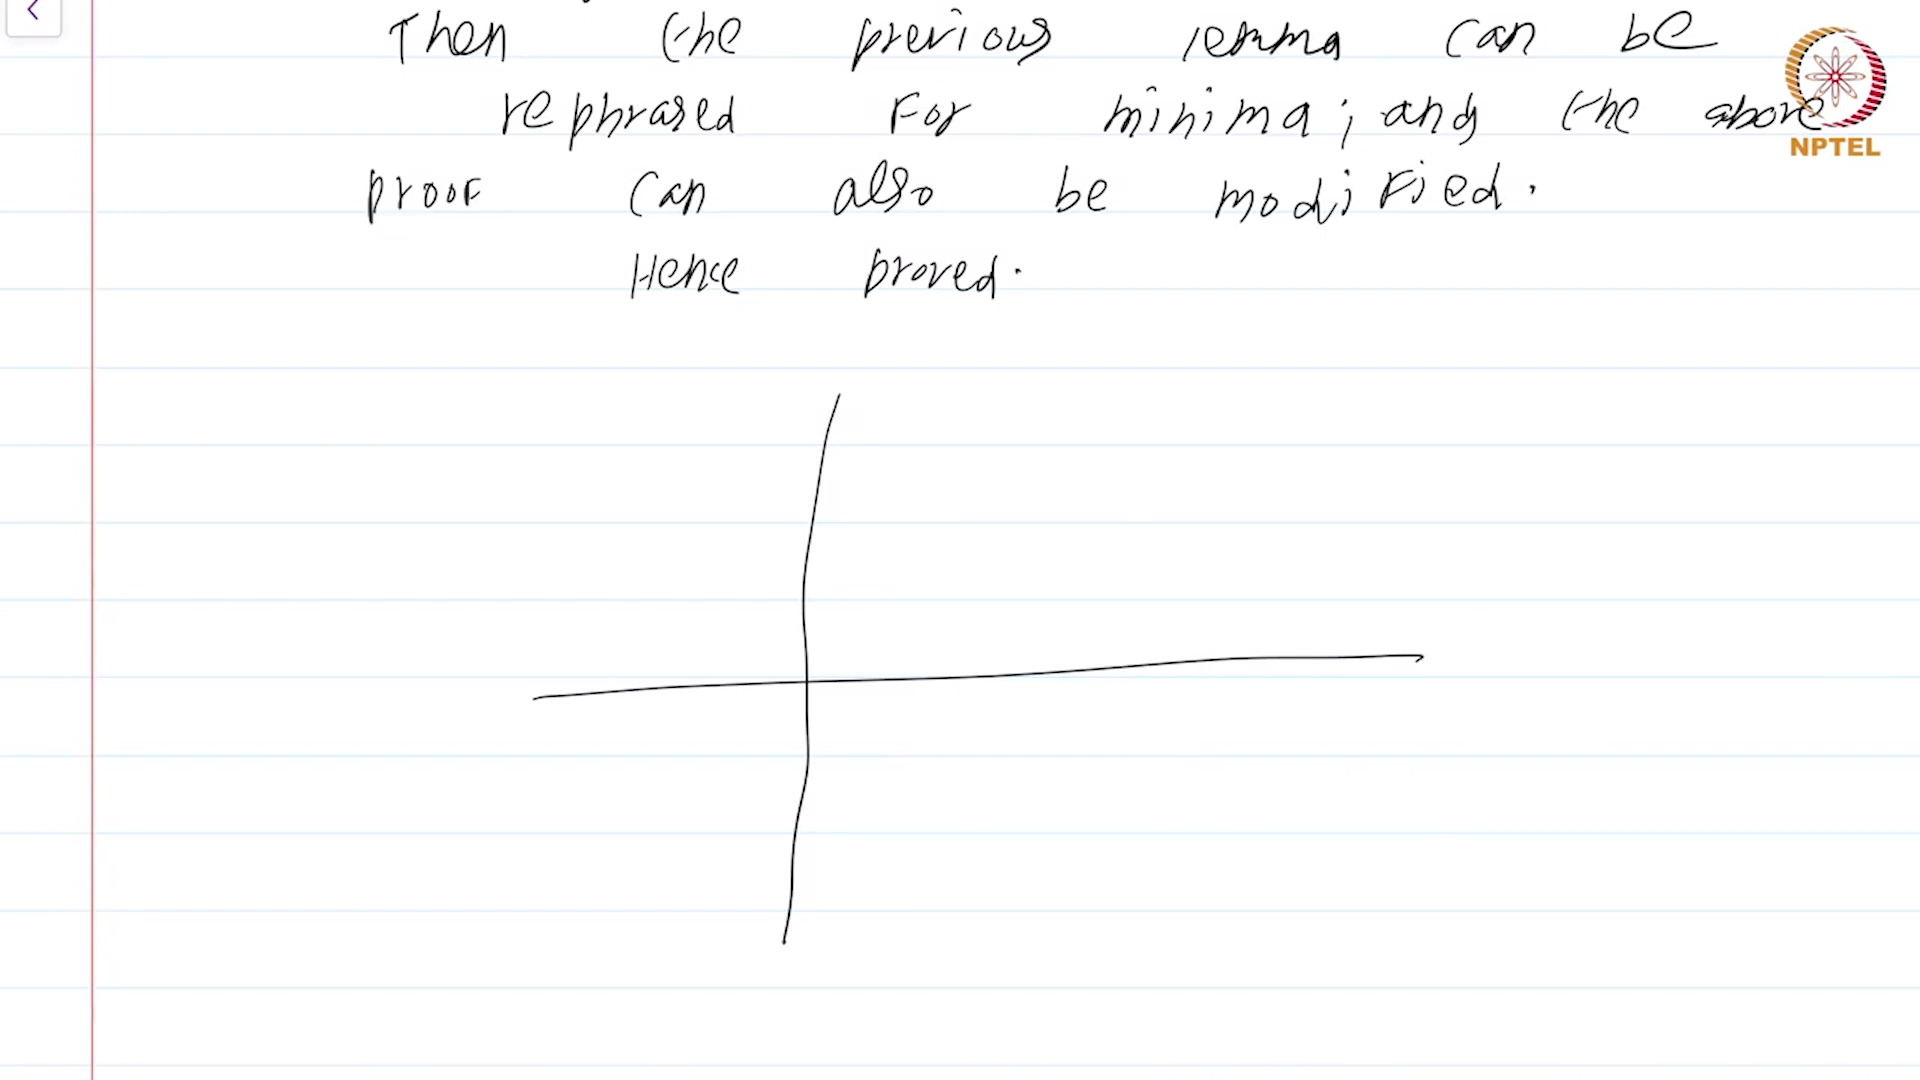 Then the previous lemma can be
rephrased for minima; and the above
proof can also be modified.
Hence proved.
NPTEL